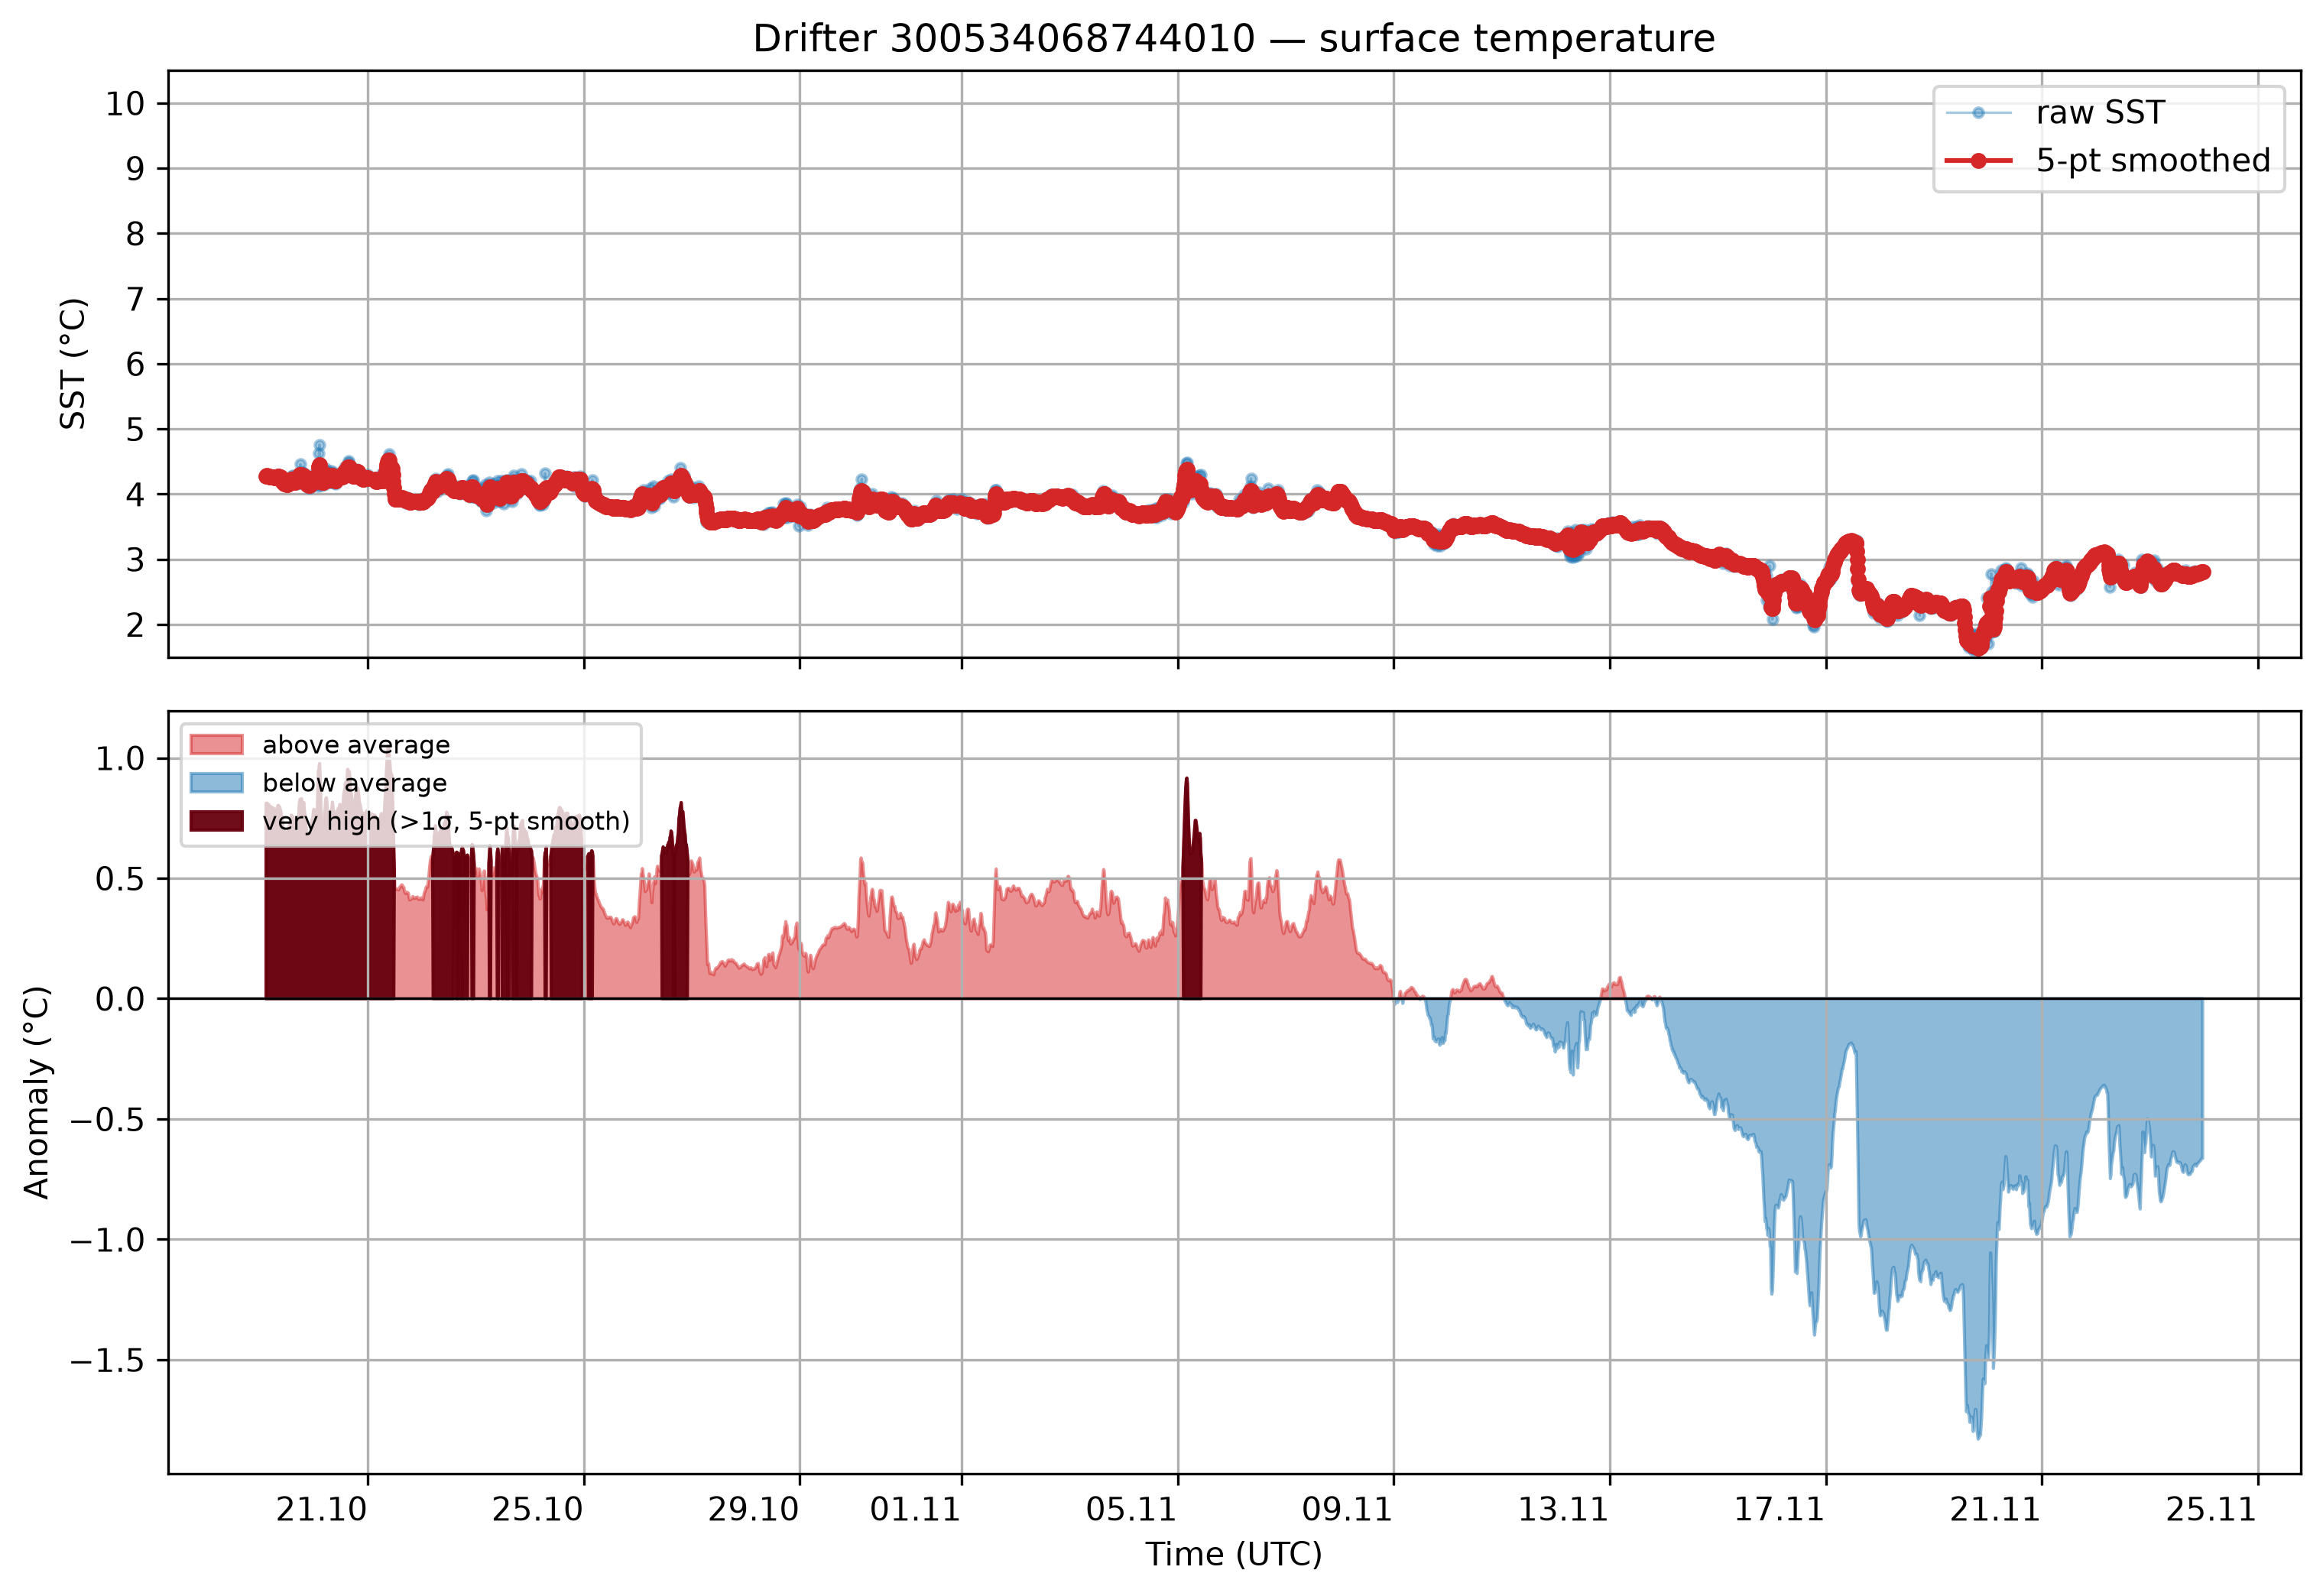 Drifter 300534068744010 — surface temperature
10
9
8
7
6
5
4
3
2
SST (°C)
raw SST
5-pt smoothed
1.0
0.5
0.0
−0.5
−1.0
−1.5
Anomaly (°C)
above average
below average
very high (>1σ, 5-pt smooth)
21.10 25.10 29.10 01.11 05.11 09.11 13.11 17.11 21.11 25.11
Time (UTC)